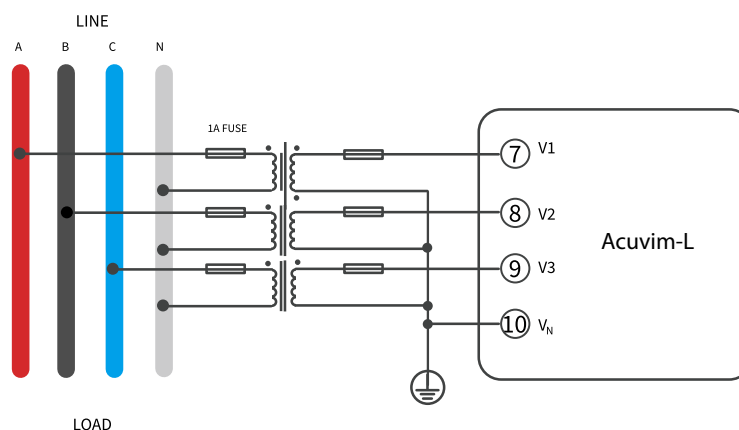 LINE
A B C N
1A FUSE
7 V1
8 V2
9 V3
10 VN
Acuvim-L
LOAD